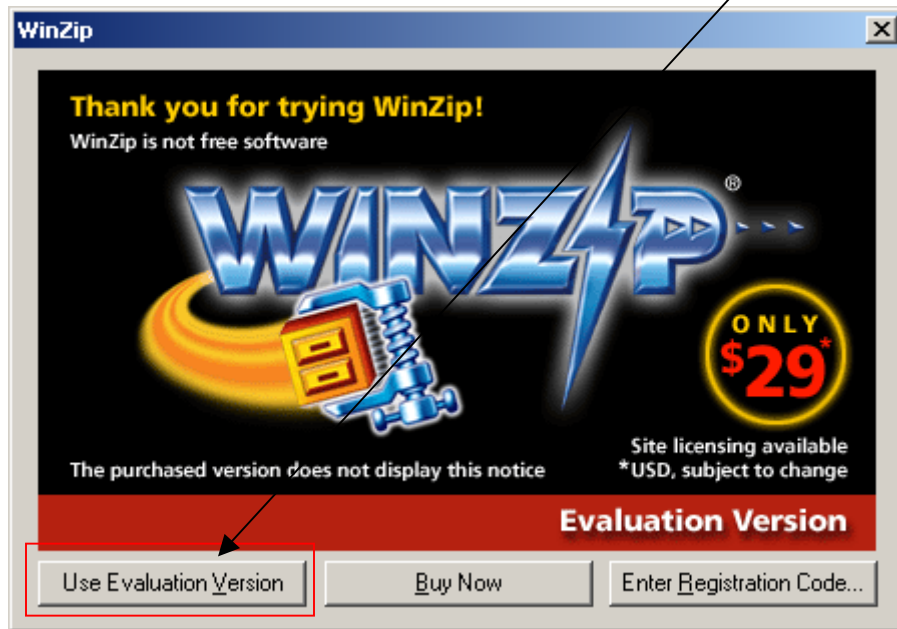 WinZip
Thank you for trying WinZip!
WinZip is not free software
WINZIP®
ONLY
$29*
Site licensing available
The purchased version does not display this notice
*USD, subject to change
Evaluation Version
Use Evaluation Version
Buy Now
Enter Registration Code...